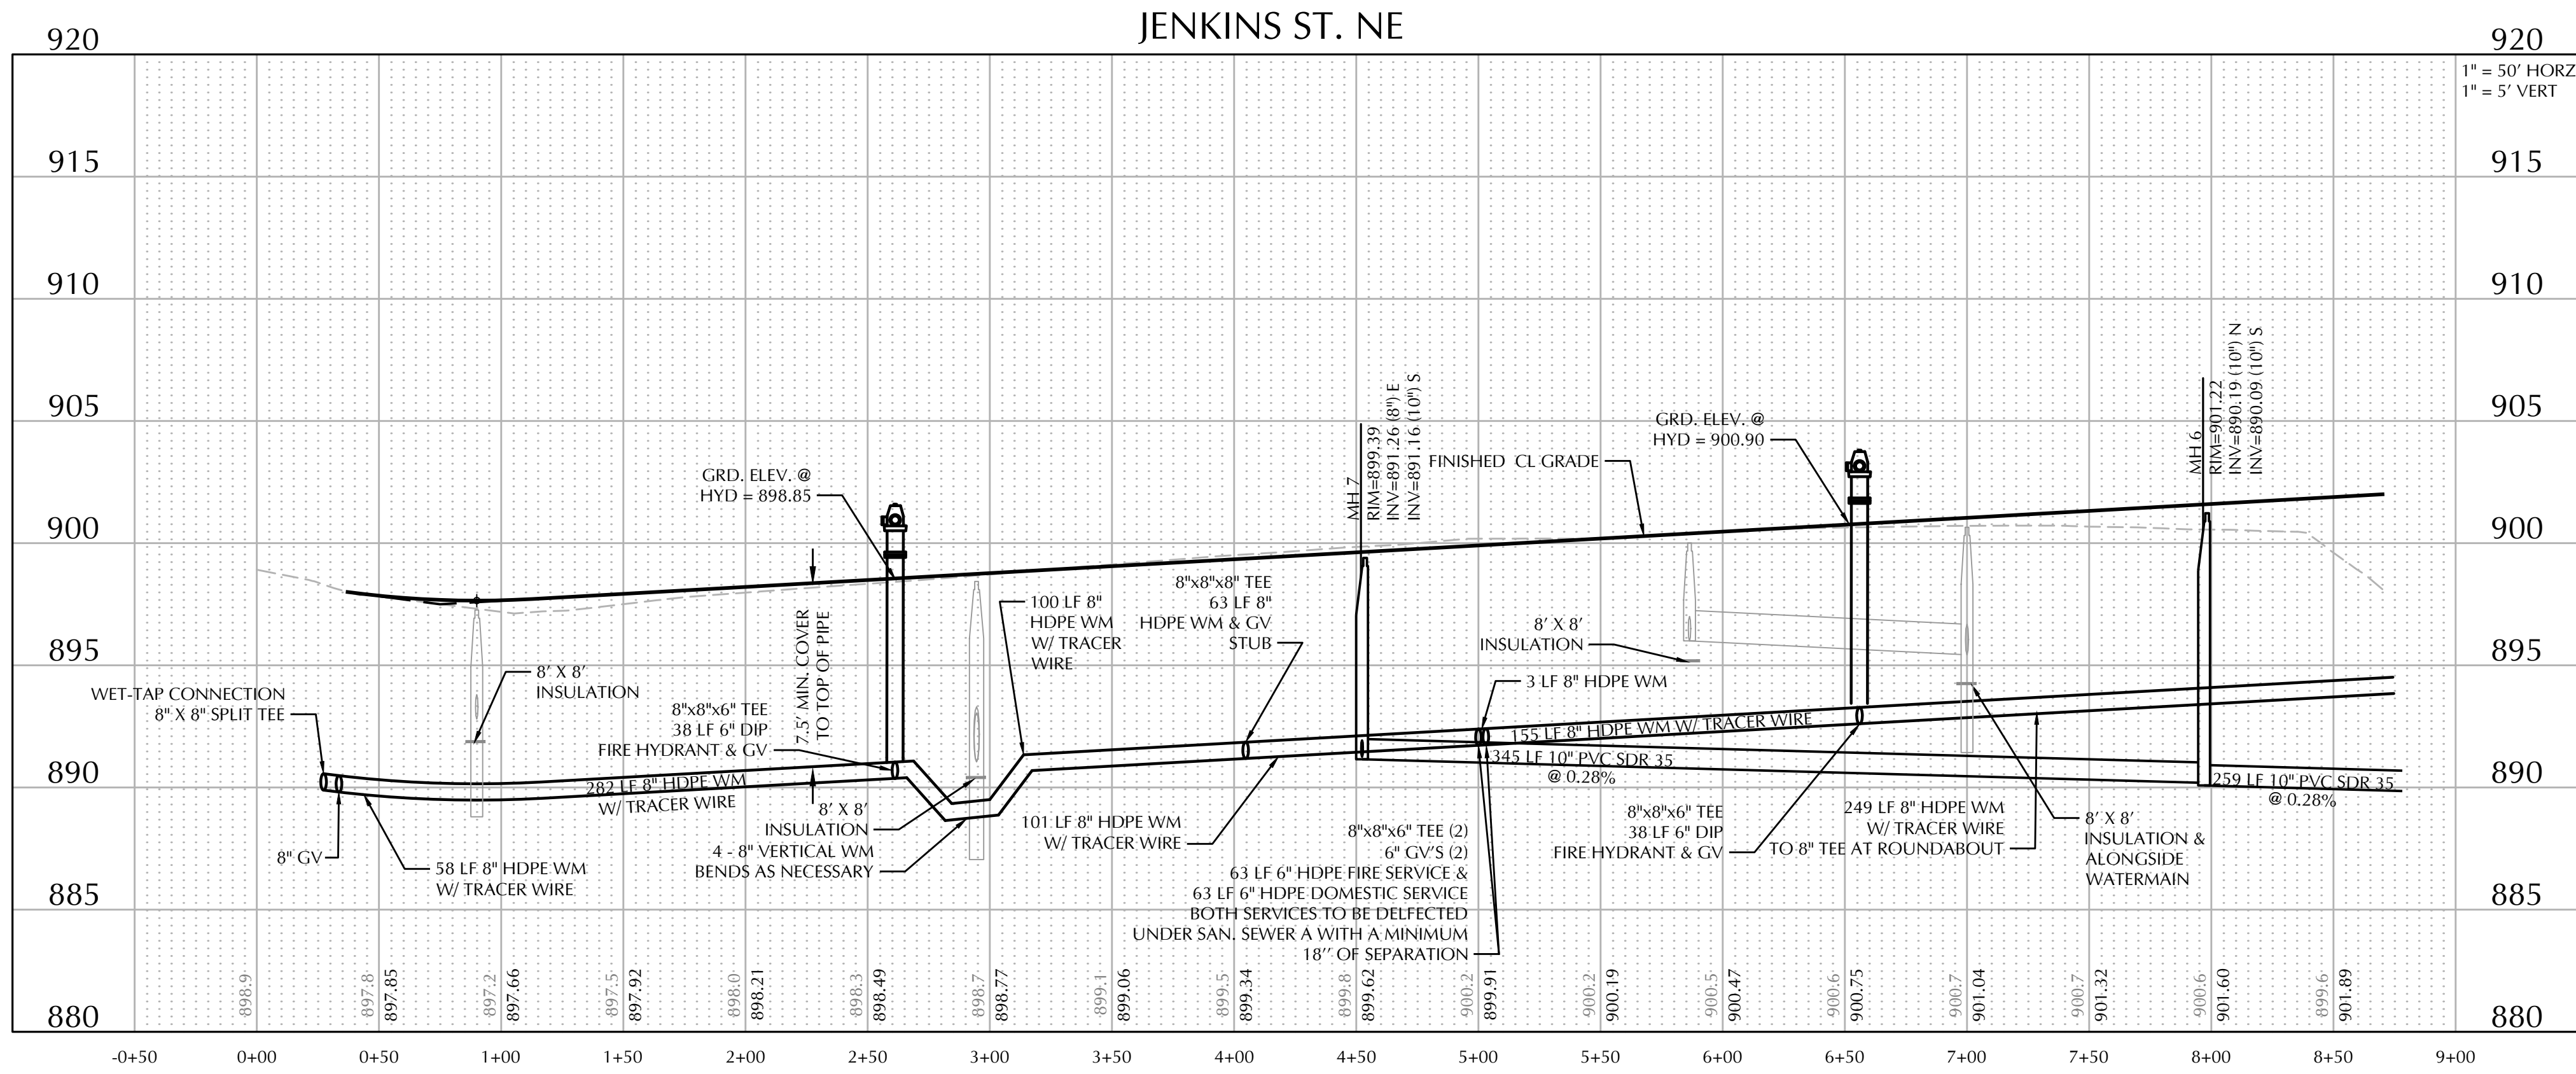 JENKINS ST. NE
920
920
1" = 50' HORZ
1" = 5' VERT
915
915
910
910
905
905
900
900
895
895
890
890
885
885
880
880
GRD. ELEV. @
HYD = 898.85
FINISHED CL GRADE
GRD. ELEV. @
HYD = 900.90
MH 7
RIM=899.39
INV=891.26 (8") E
INV=891.16 (10") S
MH 6
RIM=901.22
INV=890.19 (10") N
INV=890.09 (10") S
WET-TAP CONNECTION
8" X 8" SPLIT TEE
8' X 8'
INSULATION
8"x8"x6" TEE
38 LF 6" DIP
FIRE HYDRANT & GV
7.5' MIN. COVER
TO TOP OF PIPE
100 LF 8"
HDPE WM
W/ TRACER
WIRE
8"x8"x8" TEE
63 LF 8"
HDPE WM & GV
STUB
8' X 8'
INSULATION
3 LF 8" HDPE WM
155 LF 8" HDPE WM W/ TRACER WIRE
345 LF 10" PVC SDR 35
@ 0.28%
259 LF 10" PVC SDR 35
@ 0.28%
282 LF 8" HDPE WM
W/ TRACER WIRE
8" GV
58 LF 8" HDPE WM
W/ TRACER WIRE
8' X 8'
INSULATION
4 - 8" VERTICAL WM
BENDS AS NECESSARY
101 LF 8" HDPE WM
W/ TRACER WIRE
8"x8"x6" TEE (2)
6" GV'S (2)
63 LF 6" HDPE FIRE SERVICE &
63 LF 6" HDPE DOMESTIC SERVICE
BOTH SERVICES TO BE DELFECTED
UNDER SAN. SEWER A WITH A MINIMUM
18'' OF SEPARATION
8"x8"x6" TEE
38 LF 6" DIP
FIRE HYDRANT & GV
249 LF 8" HDPE WM
W/ TRACER WIRE
TO 8" TEE AT ROUNDABOUT
8' X 8'
INSULATION &
ALONGSIDE
WATERMAIN
898.9
897.8
897.85
897.2
897.66
897.5
897.92
898.0
898.21
898.3
898.49
898.7
898.77
899.1
899.06
899.5
899.34
899.8
899.62
900.2
899.91
900.2
900.19
900.5
900.47
900.6
900.75
900.7
901.04
900.7
901.32
900.6
901.60
899.6
901.89
-0+50 0+00 0+50 1+00 1+50 2+00 2+50 3+00 3+50 4+00 4+50 5+00 5+50 6+00 6+50 7+00 7+50 8+00 8+50 9+00